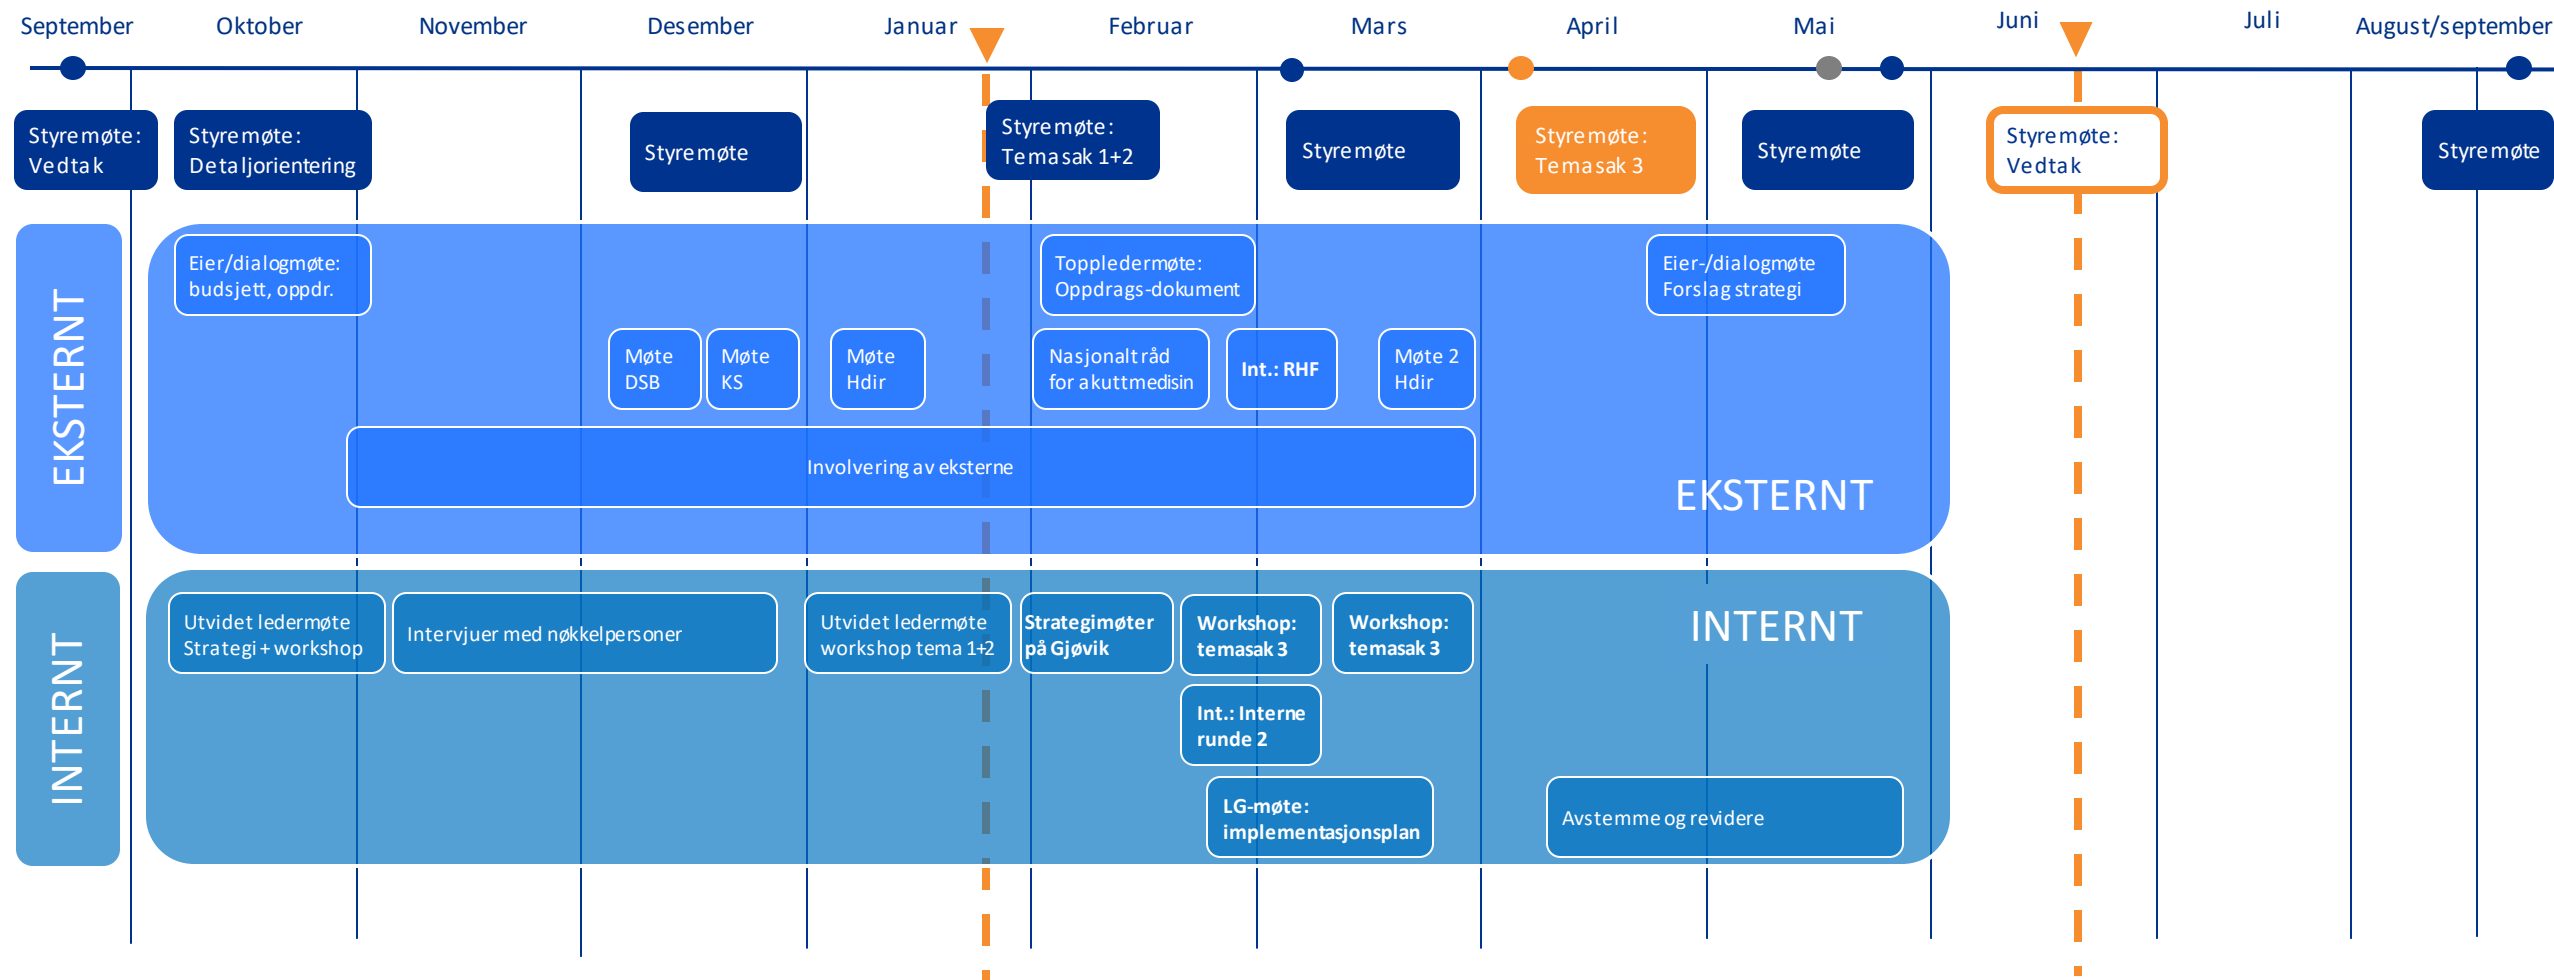 September
Oktober
November
Desember
Januar
Februar
Mars
April
Mai
Juni
Juli
August/september
Styremøte:
Vedtak
Styremøte:
Detaljorientering
Styremøte
Styremøte:
Temasak 1+2
Styremøte
Styremøte:
Temasak 3
Styremøte
Styremøte:
Vedtak
Styremøte
EKSTERNT
Eier/dialogmøte:
budsjett, oppdr.
Toppledermøte:
Oppdrags-dokument
Eier-/dialogmøte
Forslag strategi
Møte
DSB
Møte
KS
Møte
Hdir
Nasjonalt råd
for akuttmedisin
Int.: RHF
Møte 2
Hdir
Involvering av eksterne
EKSTERNT
INTERNT
Utvidet ledermøte
Strategi + workshop
Intervjuer med nøkkelpersoner
Utvidet ledermøte
workshop tema 1+2
Strategimøter
på Gjøvik
Workshop:
temasak 3
Workshop:
temasak 3
INTERNT
Int.: Interne
runde 2
LG-møte:
implementasjonsplan
Avstemme og revidere